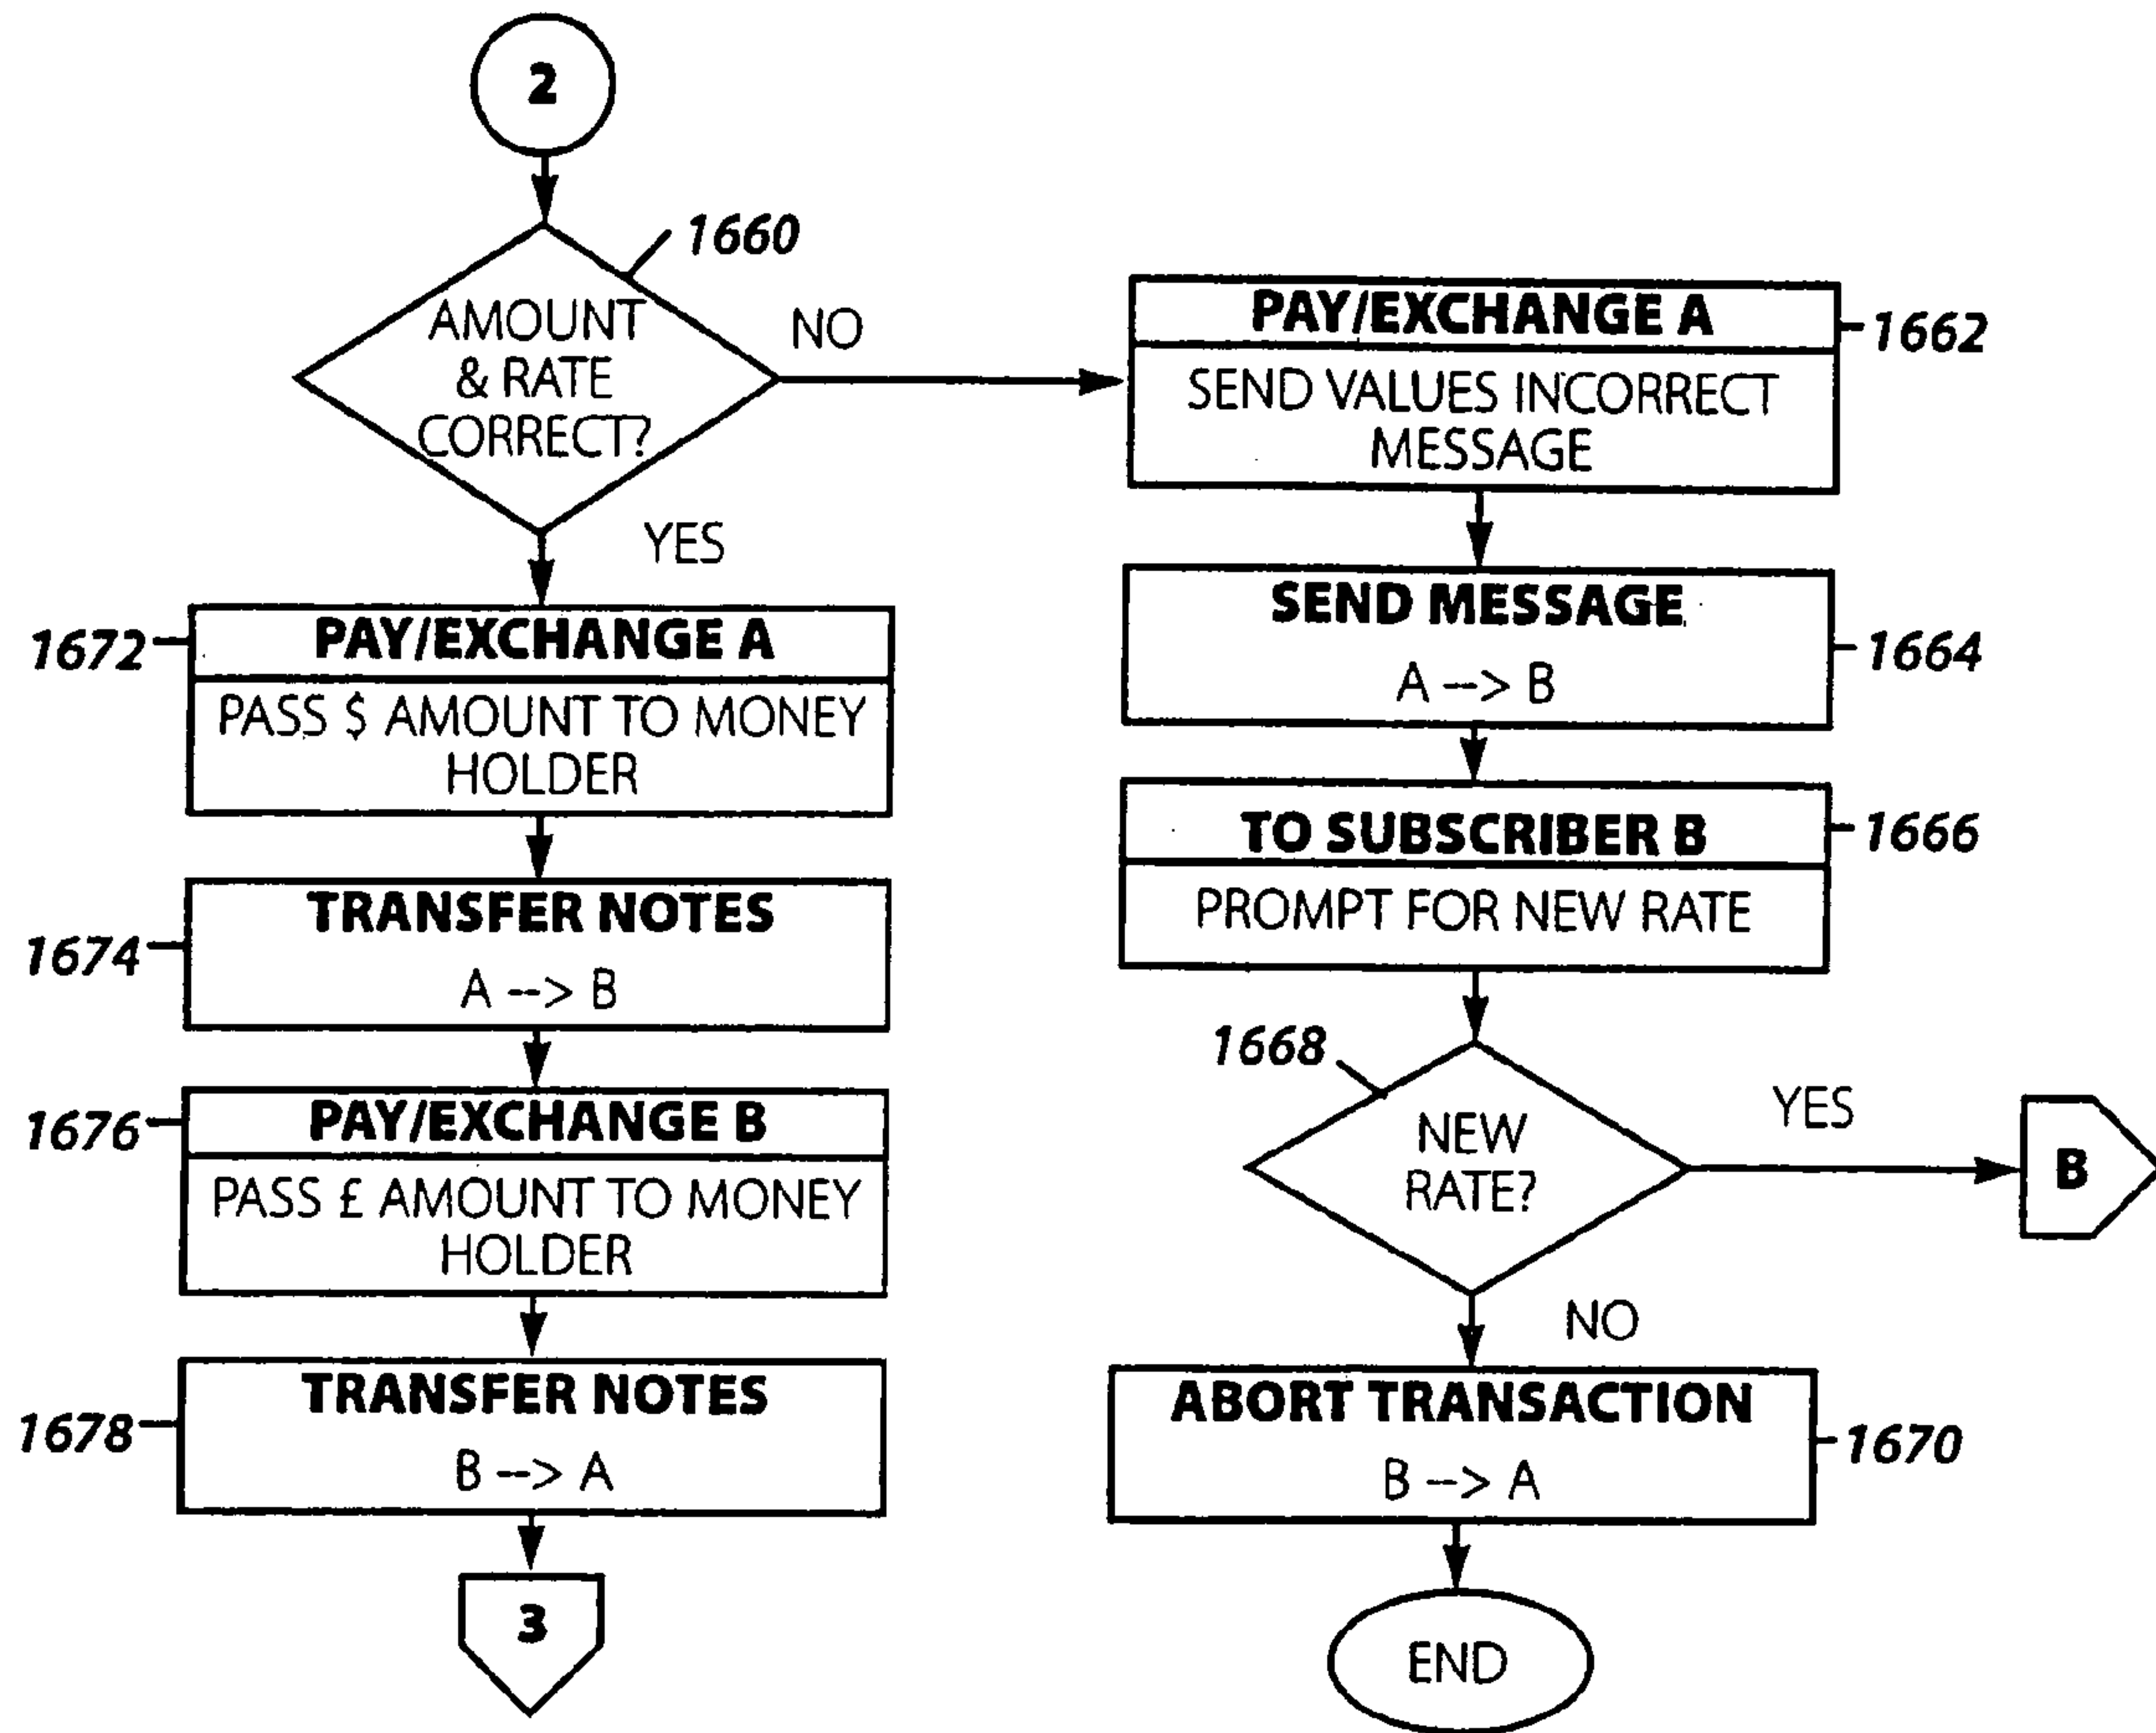 2
1660
AMOUNT
& RATE
CORRECT?
NO
YES
PAY/EXCHANGE A
1662
SEND VALUES INCORRECT
MESSAGE
SEND MESSAGE
1664
A --> B
TO SUBSCRIBER B
1666
PROMPT FOR NEW RATE
1668
NEW
RATE?
YES
B
NO
ABORT TRANSACTION
1670
B --> A
END
1672
PAY/EXCHANGE A
PASS $ AMOUNT TO MONEY
HOLDER
TRANSFER NOTES
1674
A --> B
1676
PAY/EXCHANGE B
PASS £ AMOUNT TO MONEY
HOLDER
TRANSFER NOTES
1678
B --> A
3